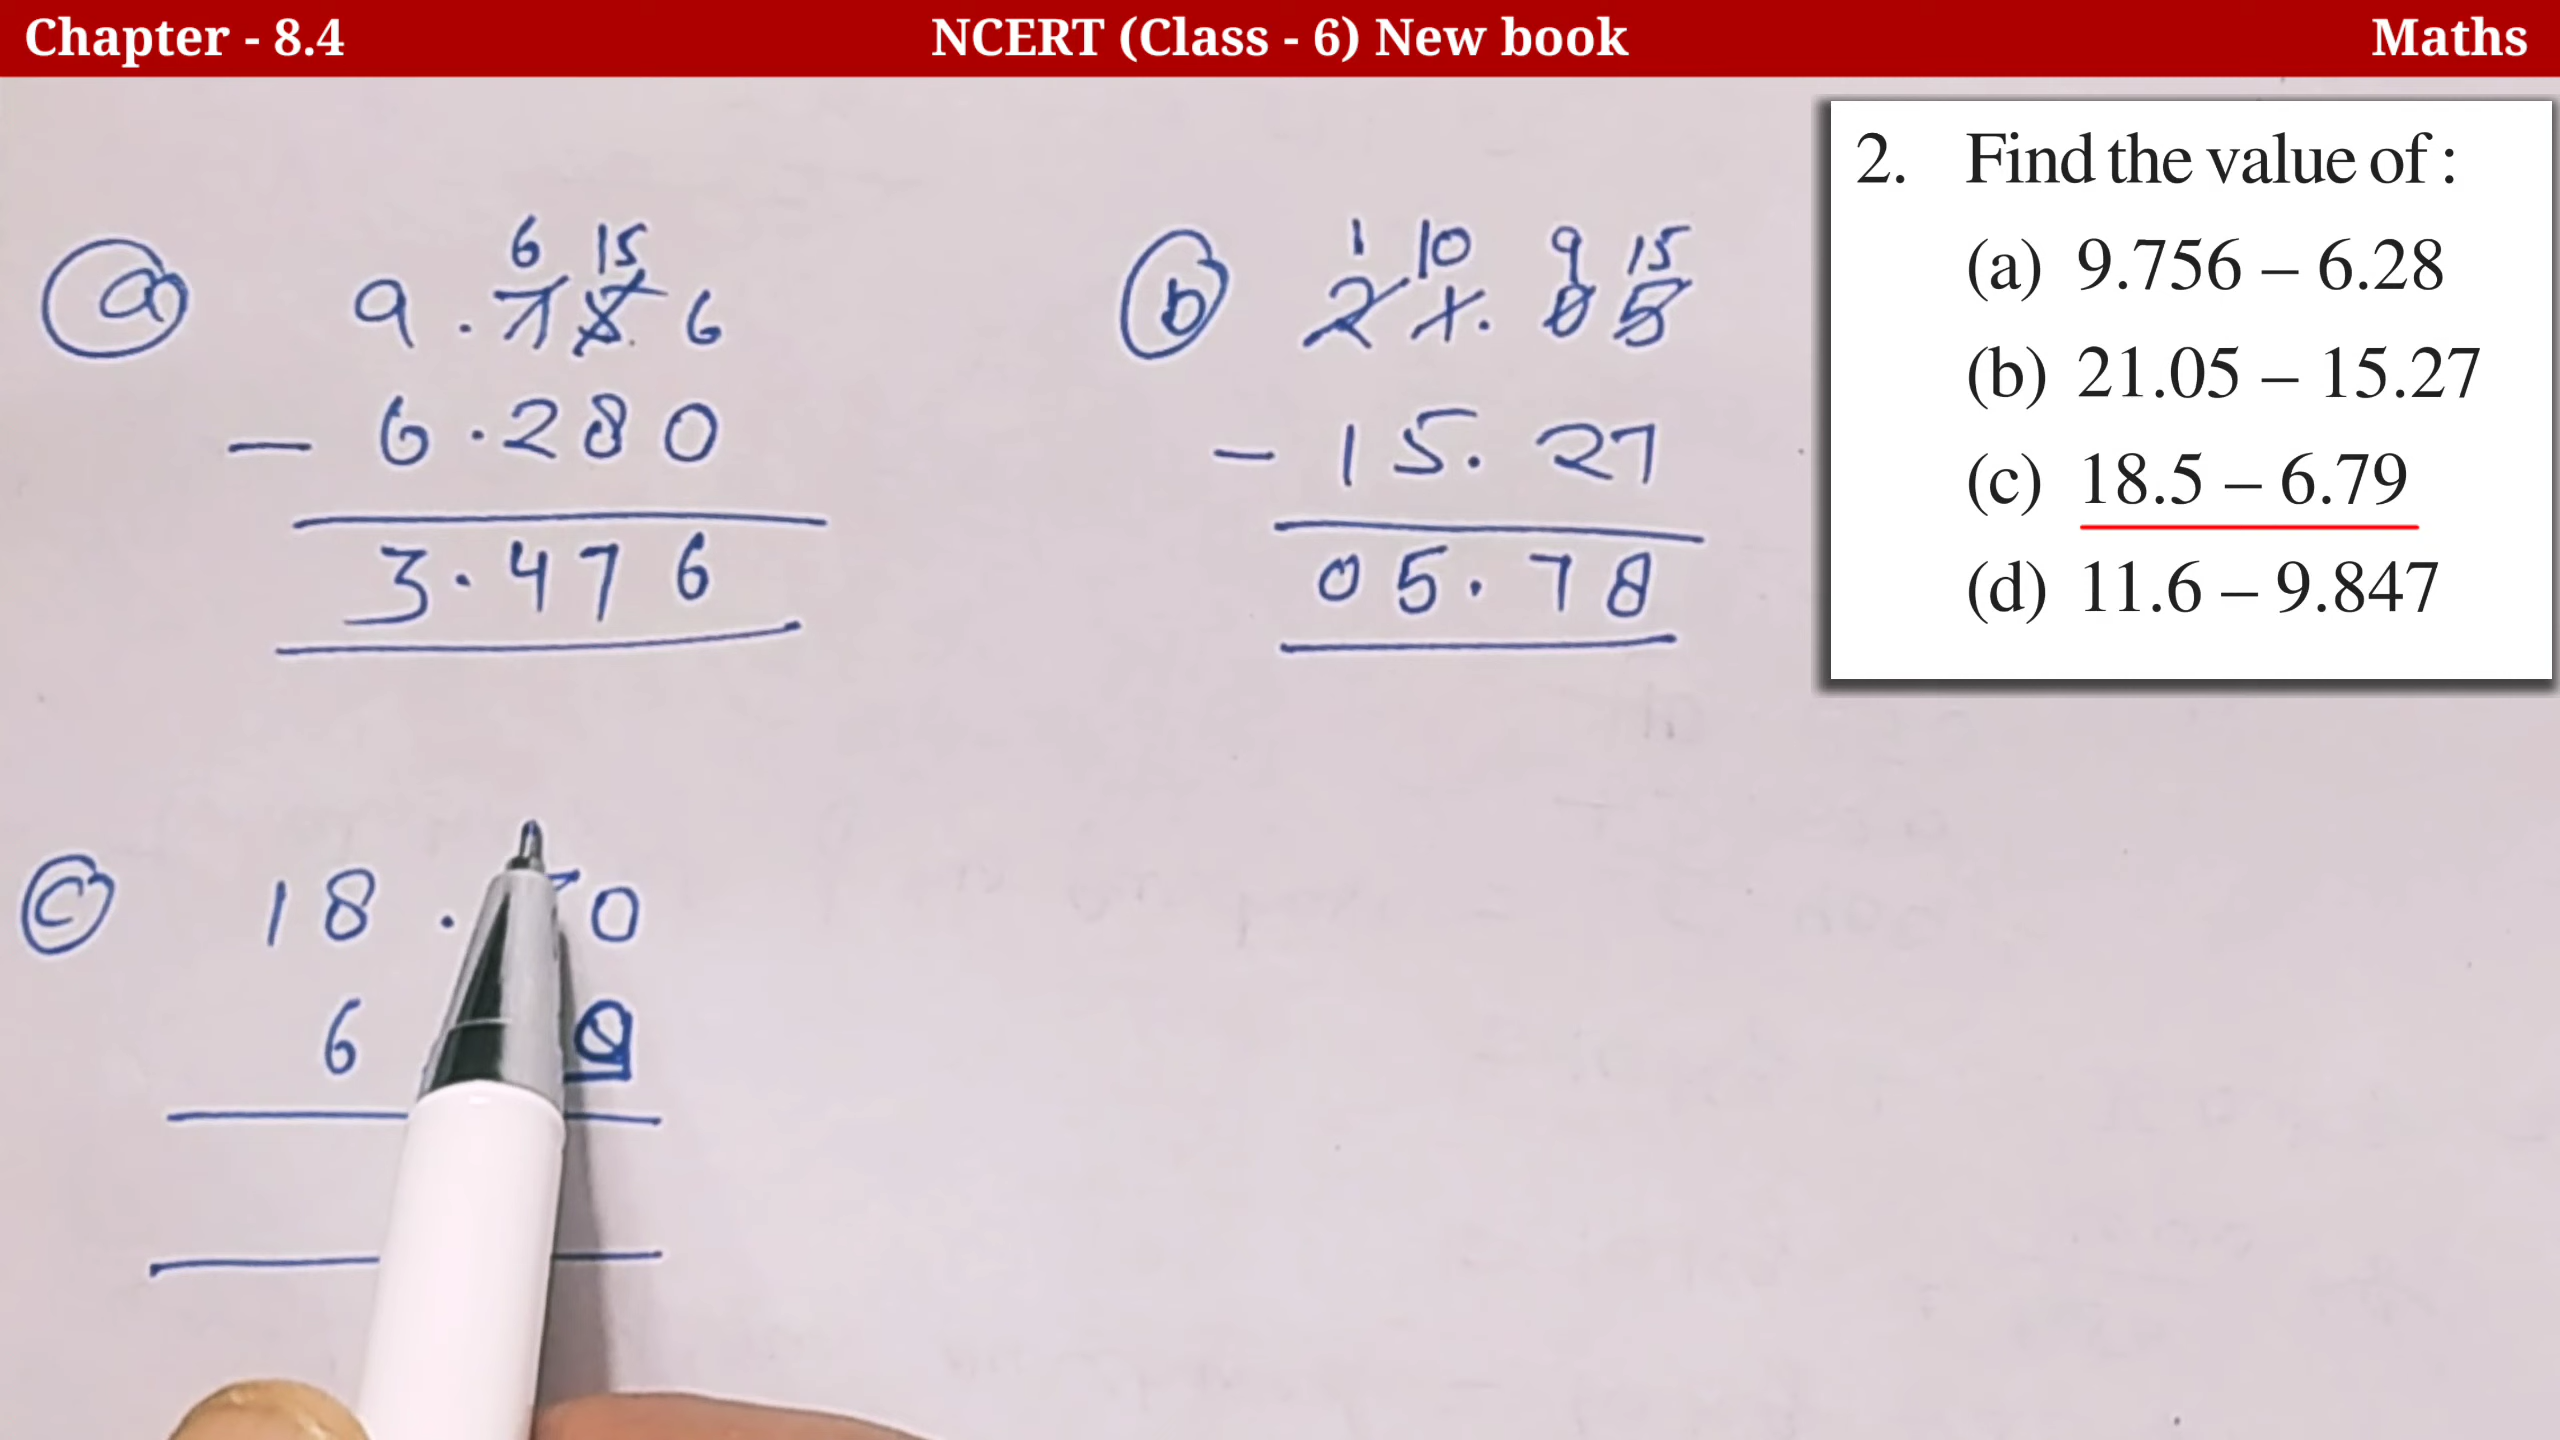 Chapter - 8.4 NCERT (Class - 6) New book Maths
2. Find the value of :
(a) 9.756 – 6.28
(b) 21.05 – 15.27
(c) 18.5 – 6.79
(d) 11.6 – 9.847
a
6 15
9.756
- 6.280
3.476
b
1 10 9 15
21.05
- 15.27
05.78
c
18. 0
6